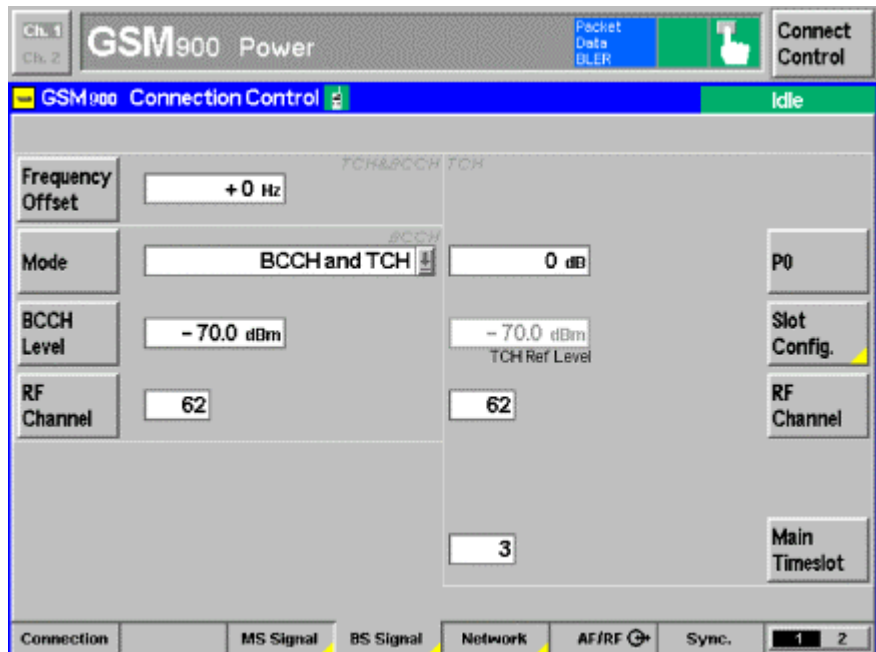 Ch. 1
Ch. 2
GSM900 Power
Packet
Data
BLER
Connect
Control
GSM900 Connection Control
Idle
TCH&BCCH TCH
Frequency
Offset
+0 Hz
BCCH
Mode
BCCH and TCH
0 dB
P0
BCCH
Level
-70.0 dBm
-70.0 dBm
TCH Ref Level
Slot
Config.
RF
Channel
62
62
RF
Channel
3
Main
Timeslot
Connection MS Signal BS Signal Network AF/RF Sync. 1 2